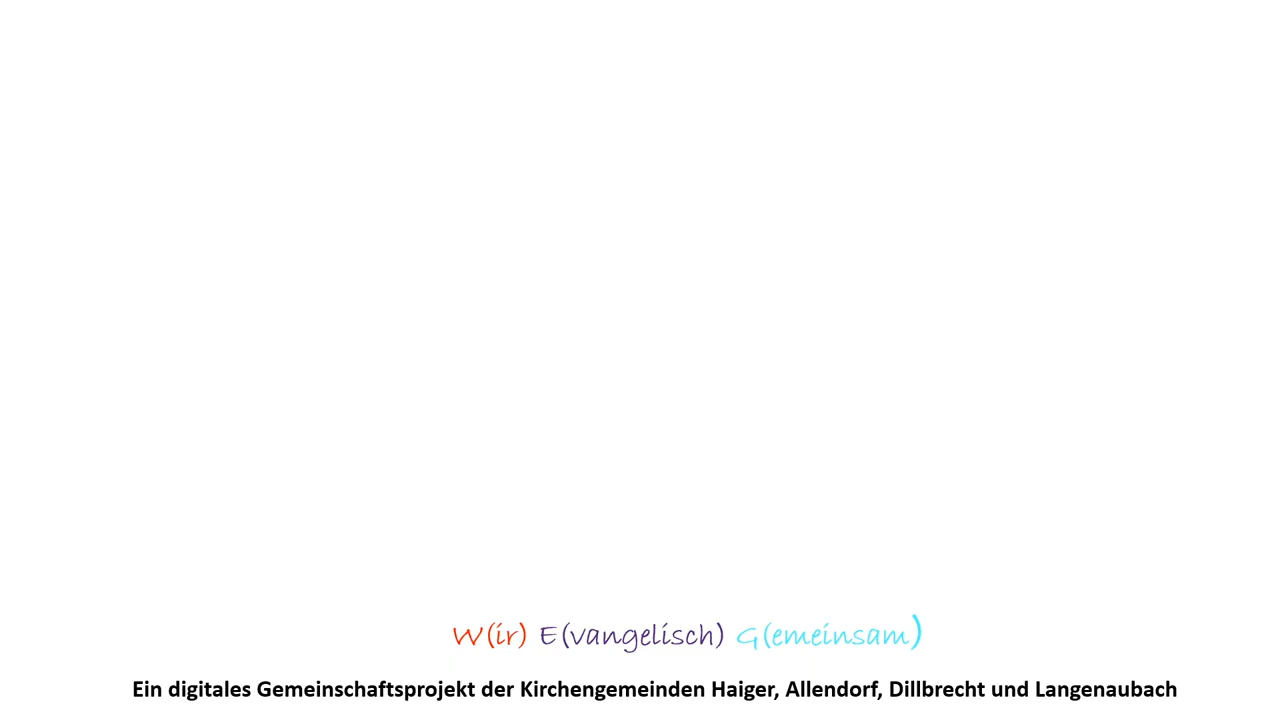 W(ir) E(vangelisch) G(emeinsam)
Ein digitales Gemeinschaftsprojekt der Kirchengemeinden Haiger, Allendorf, Dillbrecht und Langenaubach